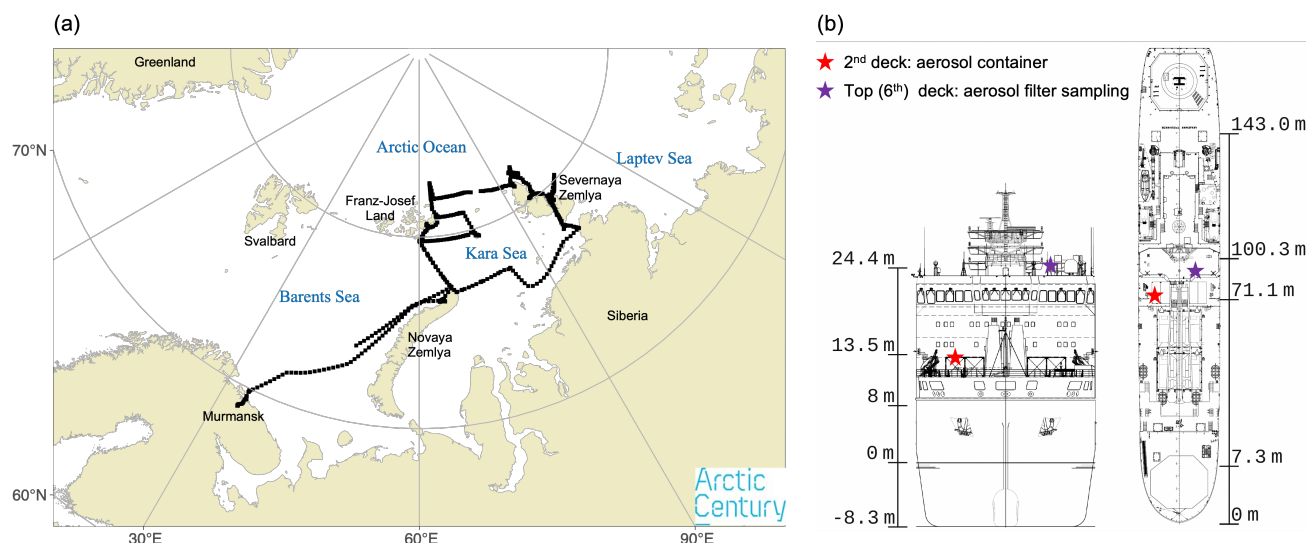 (a)
Greenland
70°N
Arctic Ocean
Laptev Sea
Severnaya
Zemlya
Franz-Josef
Land
Svalbard
Kara Sea
Barents Sea
Siberia
Novaya
Zemlya
Murmansk
60°N
30°E
60°E
90°E
Arctic
Century
(b)
2nd deck: aerosol container
Top (6th) deck: aerosol filter sampling
24.4 m
13.5 m
8 m
0 m
-8.3 m
143.0 m
100.3 m
71.1 m
7.3 m
0 m
H